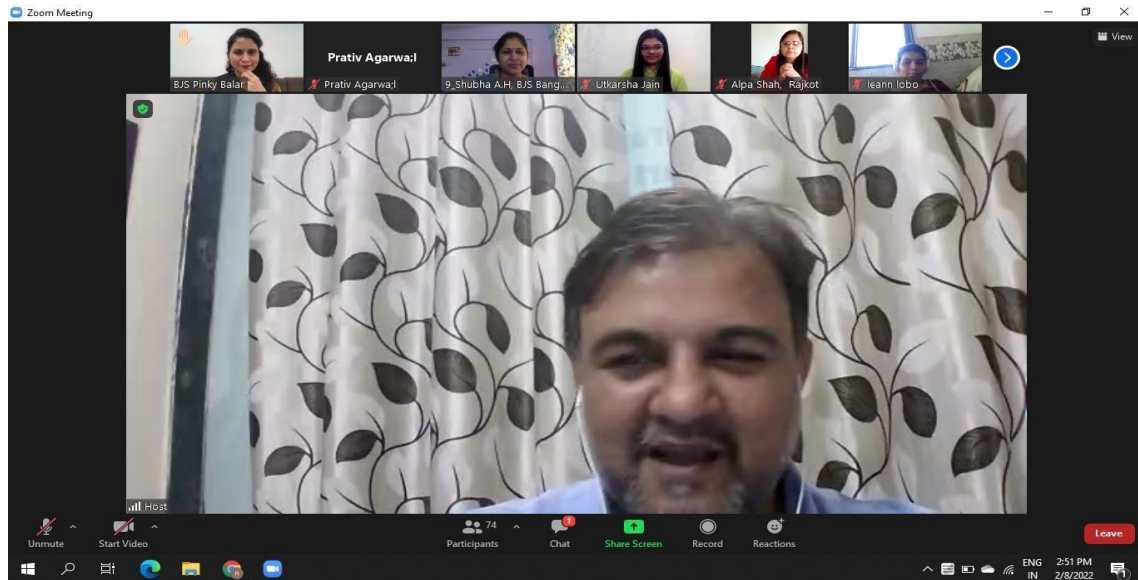 Zoom Meeting
View
Prativ Agarwa;l
BJS Pinky Balar
Prativ Agarwa;l
9_Shubha A.H, BJS Bang...
Utkarsha Jain
Alpa Shah, Rajkot
leann lobo
Host
74
1
Unmute
Start Video
Participants
Chat
Share Screen
Record
Reactions
Leave
ENG
IN
2:51 PM
2/8/2022
1